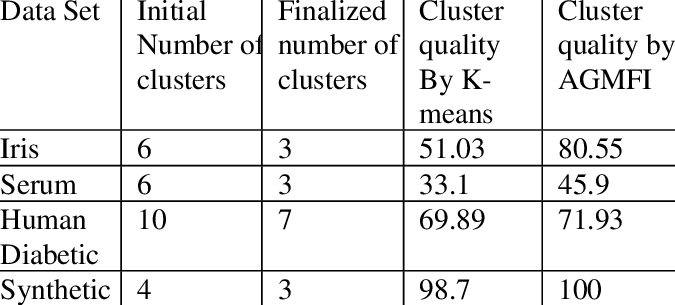 Data Set
Initial Number of clusters
Finalized number of clusters
Cluster quality By K-means
Cluster quality by AGMFI
Iris 6 3 51.03 80.55
Serum 6 3 33.1 45.9
Human Diabetic 10 7 69.89 71.93
Synthetic 4 3 98.7 100